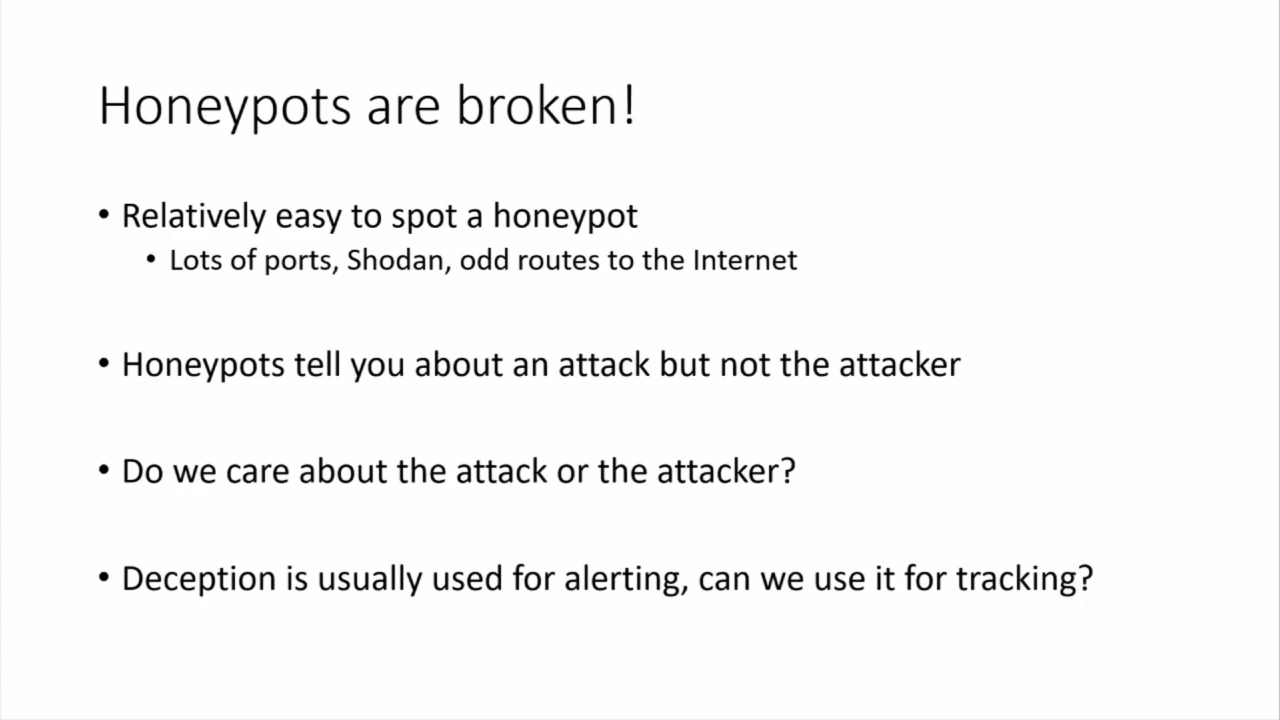 Honeypots are broken!
• Relatively easy to spot a honeypot
• Lots of ports, Shodan, odd routes to the Internet
• Honeypots tell you about an attack but not the attacker
• Do we care about the attack or the attacker?
• Deception is usually used for alerting, can we use it for tracking?